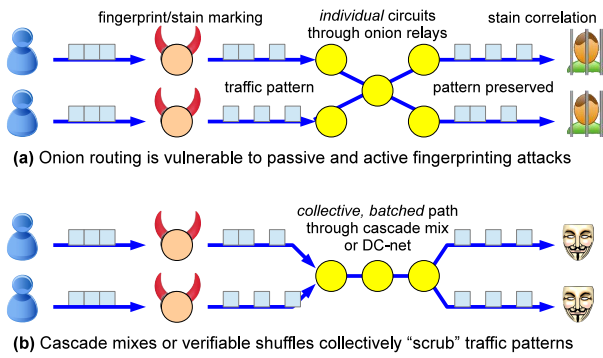 fingerprint/stain marking
individual circuits
through onion relays
stain correlation
traffic pattern
pattern preserved
(a) Onion routing is vulnerable to passive and active fingerprinting attacks
collective, batched path
through cascade mix
or DC-net
(b) Cascade mixes or verifiable shuffles collectively “scrub” traffic patterns